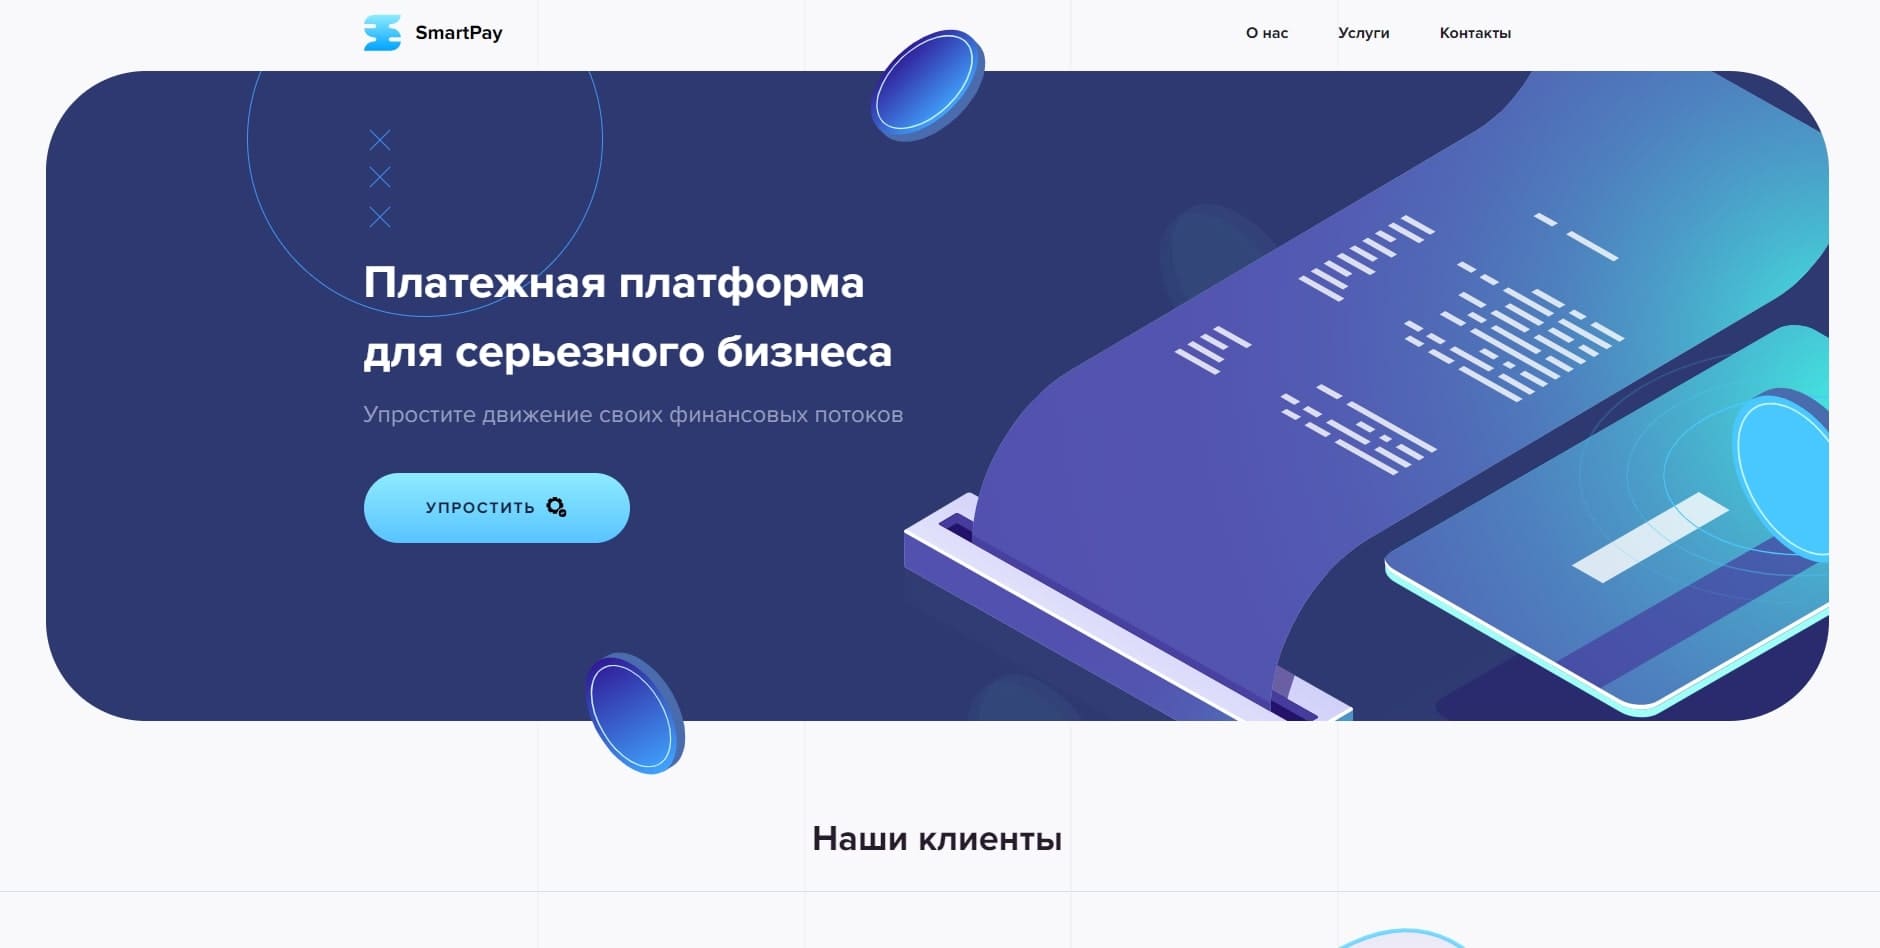 SmartPay
О нас
Услуги
Контакты
Платежная платформа
для серьезного бизнеса
Упростите движение своих финансовых потоков
УПРОСТИТЬ
Наши клиенты